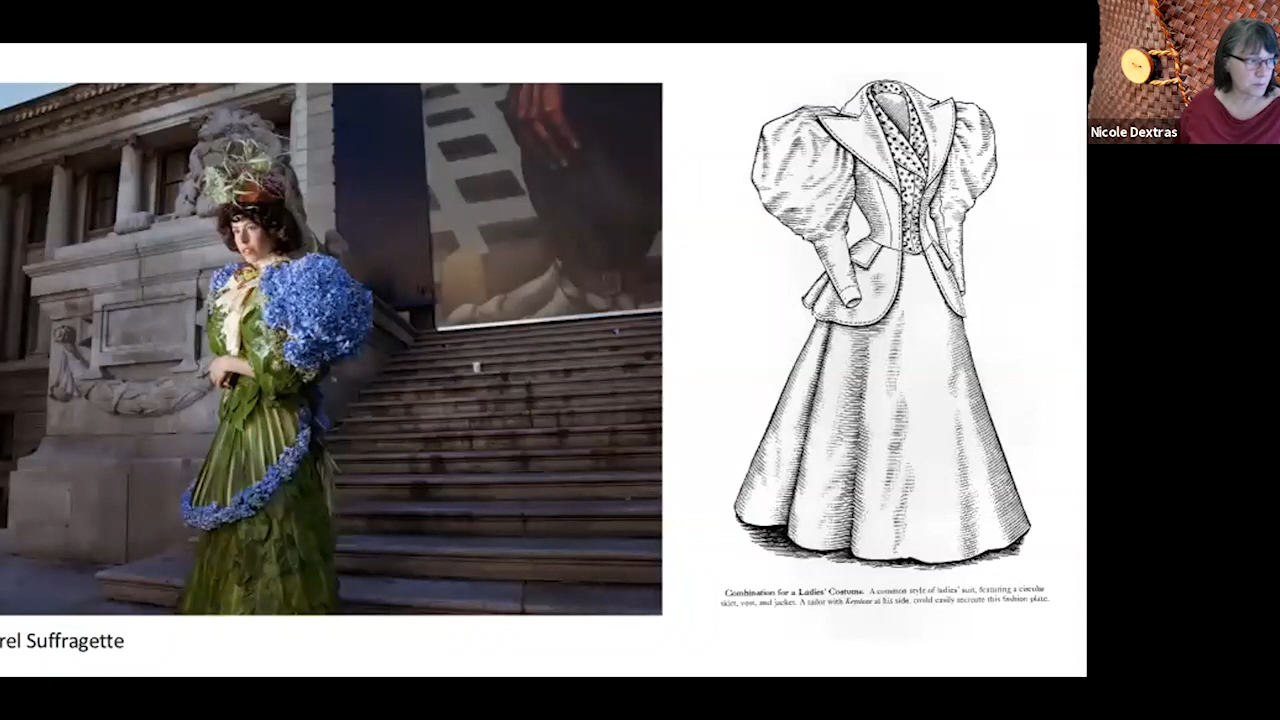 Nicole Dextras
Combination for a Ladies' Costume. A common style of ladies' suit, featuring a circular
skirt, vest, and jacket. A tailor with Keystone at his side, could easily recreate this fashion plate.
rel Suffragette